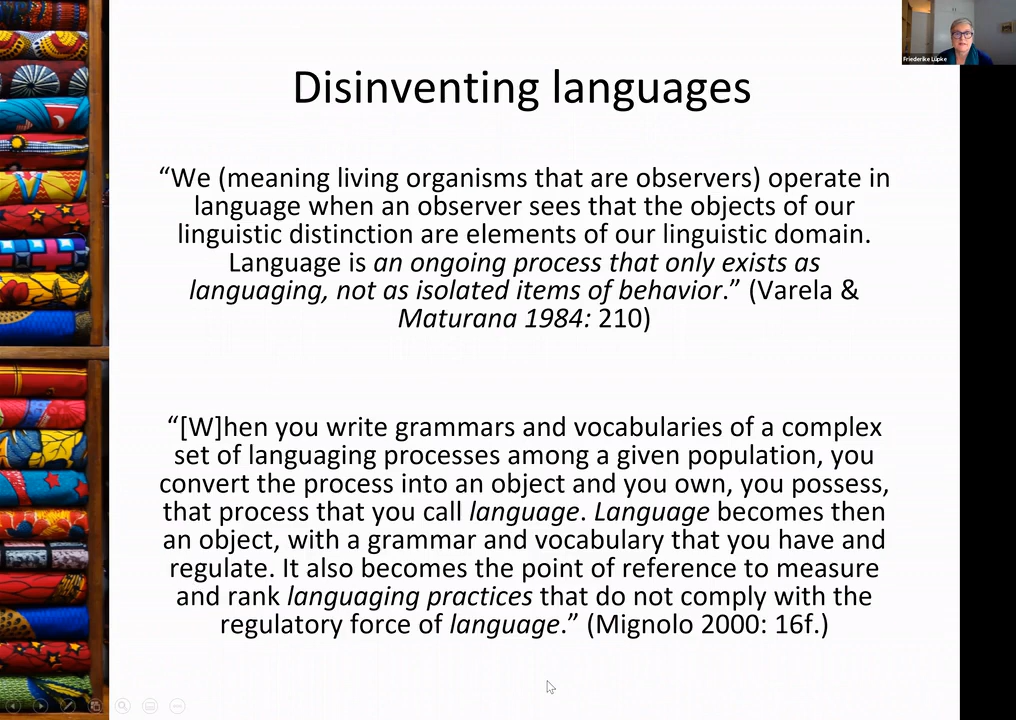 Friederike Lüpke
Disinventing languages
“We (meaning living organisms that are observers) operate in
language when an observer sees that the objects of our
linguistic distinction are elements of our linguistic domain.
Language is an ongoing process that only exists as
languaging, not as isolated items of behavior.” (Varela &
Maturana 1984: 210)
“[W]hen you write grammars and vocabularies of a complex
set of languaging processes among a given population, you
convert the process into an object and you own, you possess,
that process that you call language. Language becomes then
an object, with a grammar and vocabulary that you have and
regulate. It also becomes the point of reference to measure
and rank languaging practices that do not comply with the
regulatory force of language.” (Mignolo 2000: 16f.)